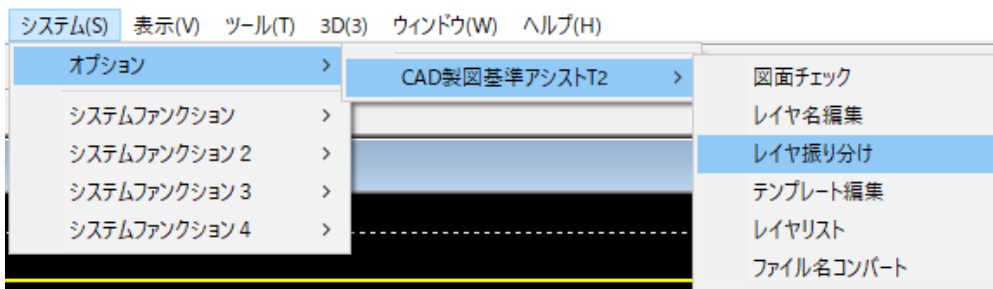 システム(S) 表示(V) ツール(T) 3D(3) ウィンドウ(W) ヘルプ(H)
オプション
システムファンクション
システムファンクション 2
システムファンクション 3
システムファンクション 4
CAD製図基準アシストT2
図面チェック
レイヤ名編集
レイヤ振り分け
テンプレート編集
レイヤリスト
ファイル名コンバート